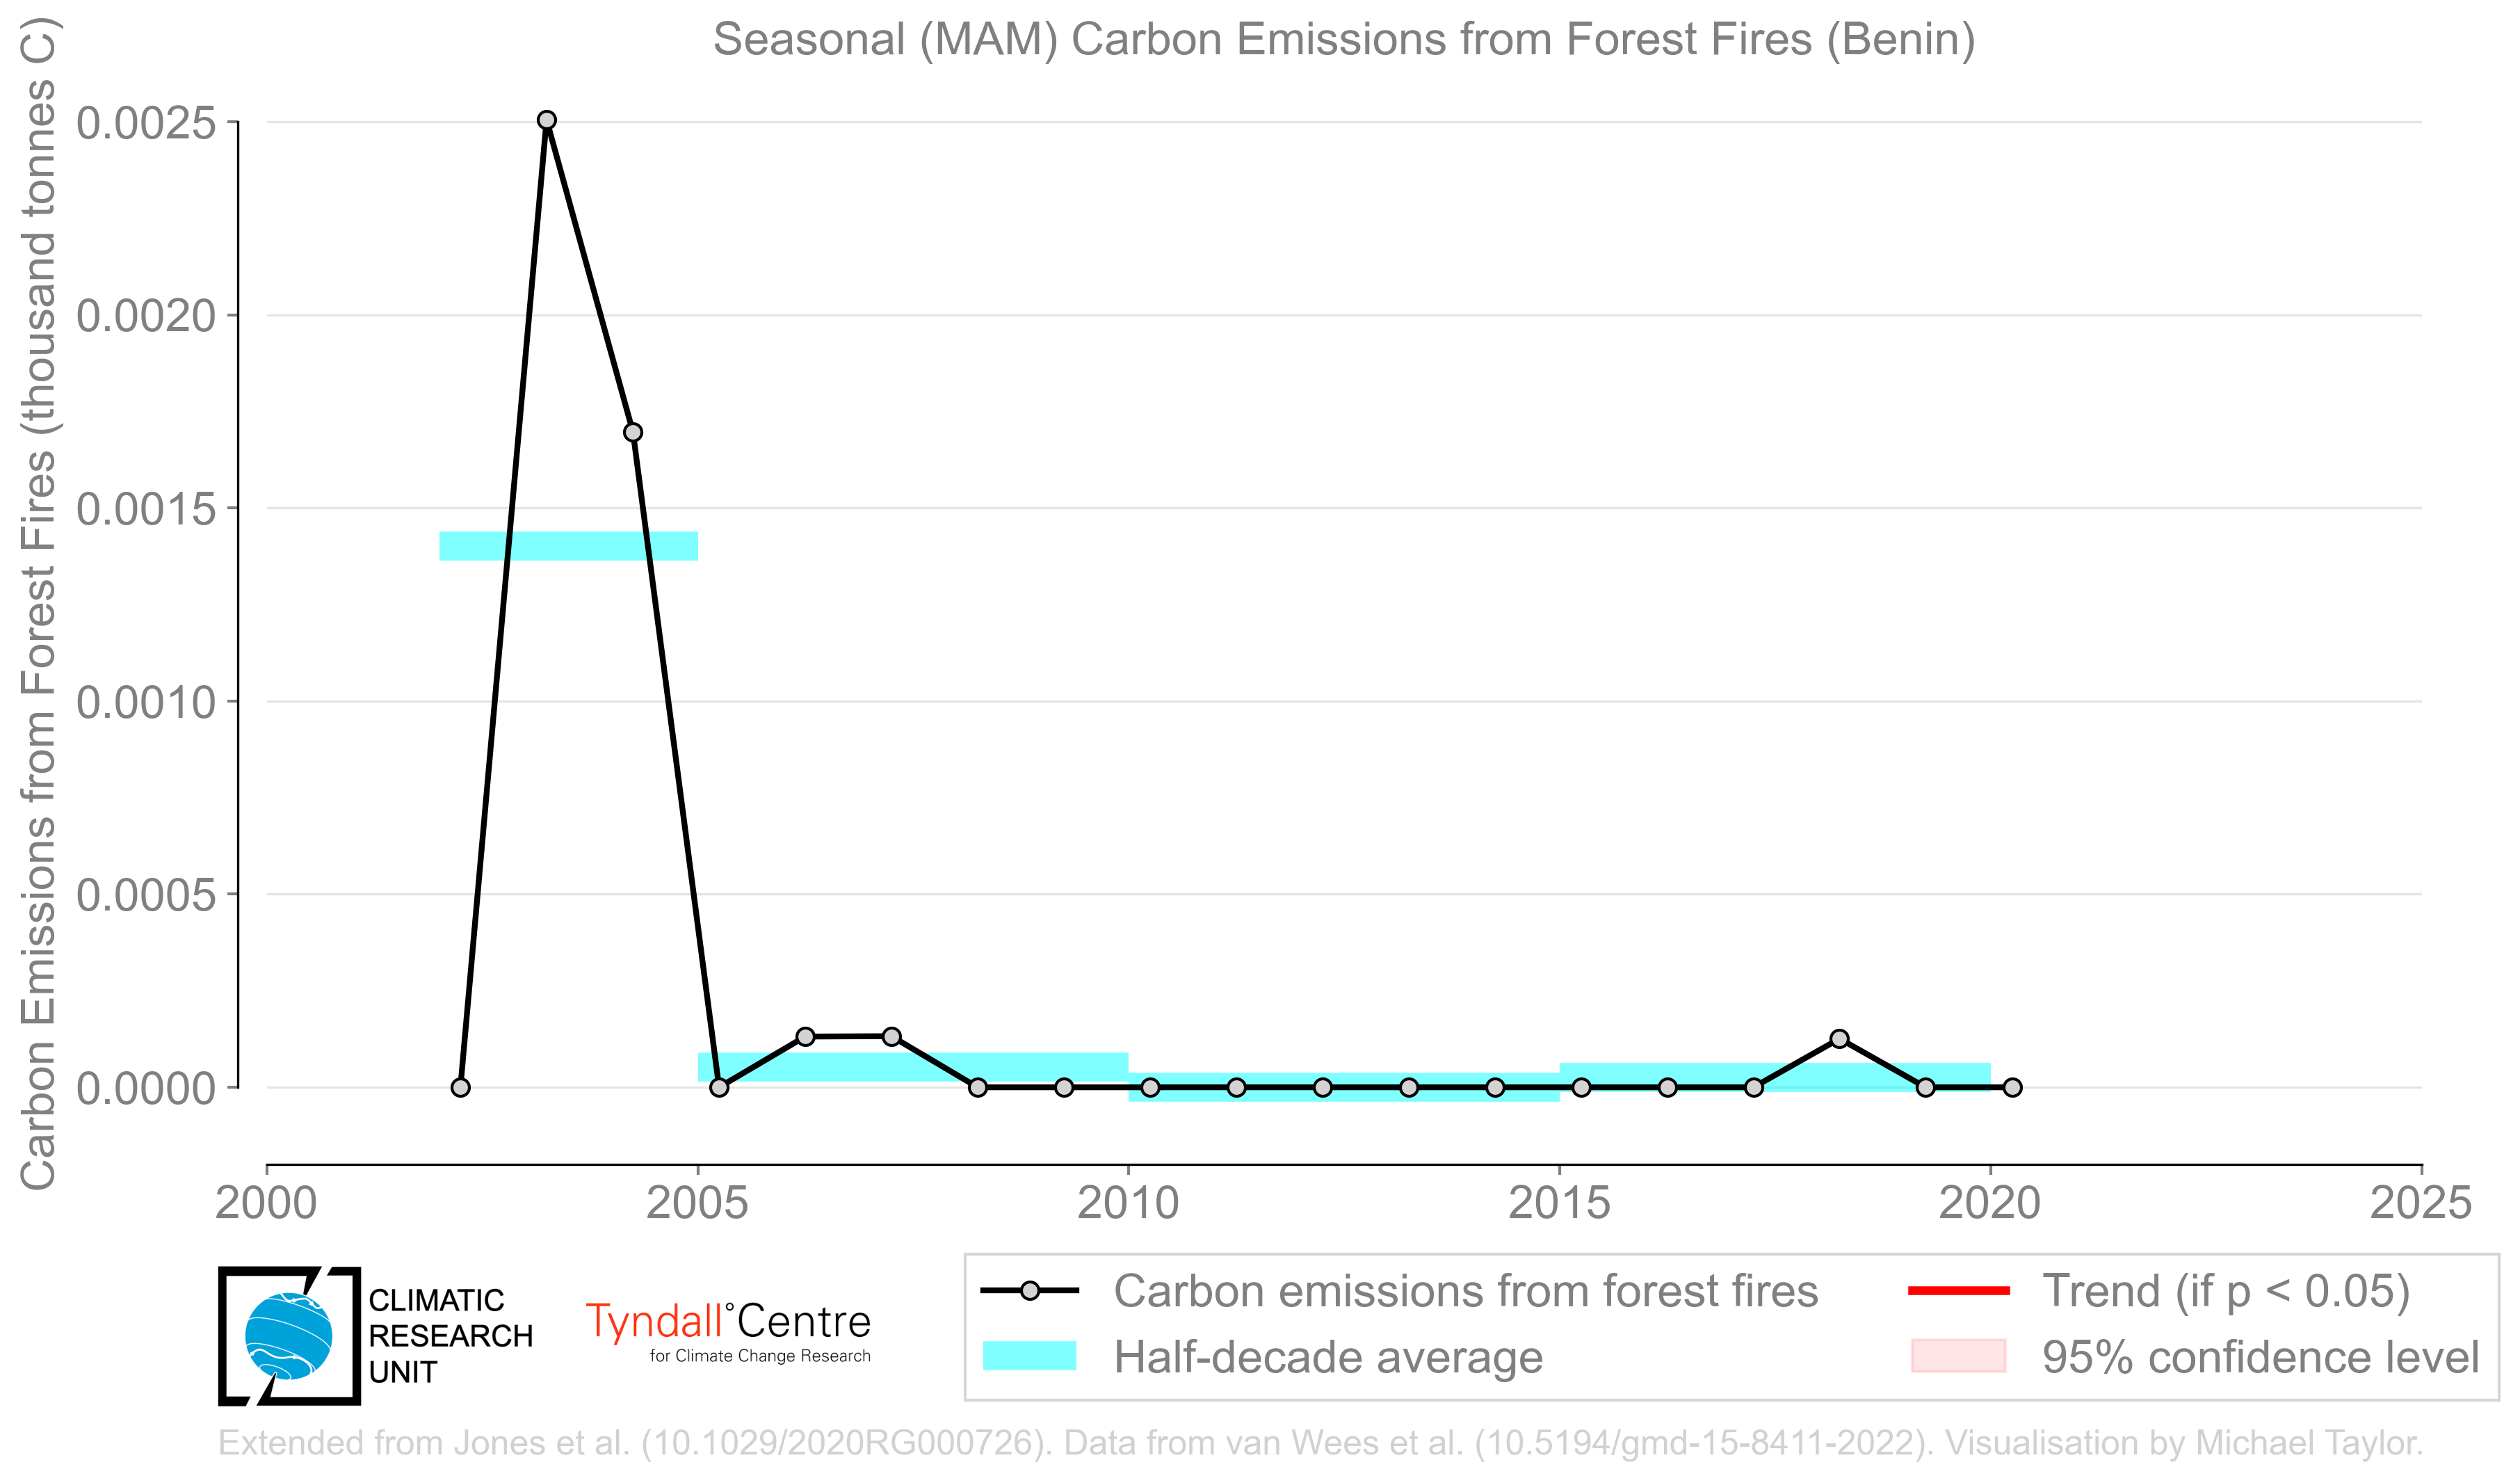 Seasonal (MAM) Carbon Emissions from Forest Fires (Benin)
Carbon Emissions from Forest Fires (thousand tonnes C)
0.0025
0.0020
0.0015
0.0010
0.0005
0.0000
2000 2005 2010 2015 2020 2025
CLIMATIC
RESEARCH
UNIT
Tyndall°Centre
for Climate Change Research
Carbon emissions from forest fires
Half-decade average
Trend (if p < 0.05)
95% confidence level
Extended from Jones et al. (10.1029/2020RG000726). Data from van Wees et al. (10.5194/gmd-15-8411-2022). Visualisation by Michael Taylor.